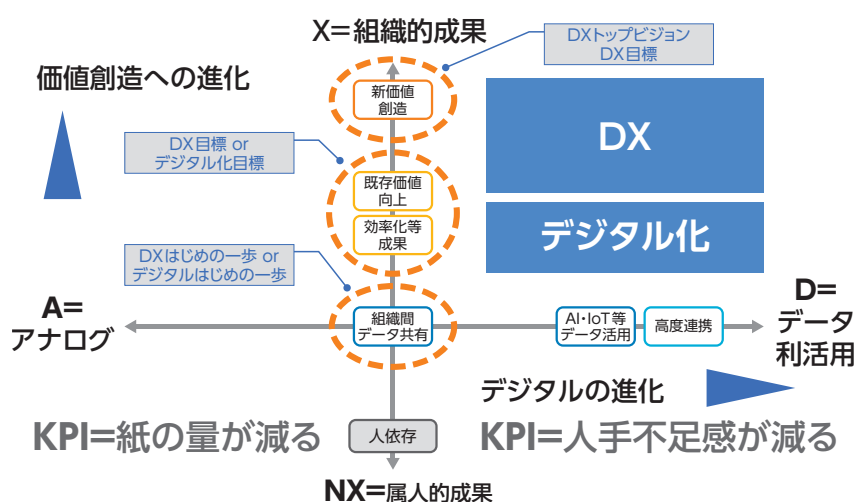 X＝組織的成果
DXトップビジョン
DX目標
価値創造への進化
新価値
創造
DX
DX目標 or
デジタル化目標
既存価値
向上
効率化等
成果
デジタル化
DXはじめの一歩 or
デジタルはじめの一歩
A＝
アナログ
組織間
データ共有
AI・IoT等
データ活用
高度連携
D＝
データ
利活用
デジタルの進化
KPI＝紙の量が減る
人依存
KPI＝人手不足感が減る
NX＝属人的成果